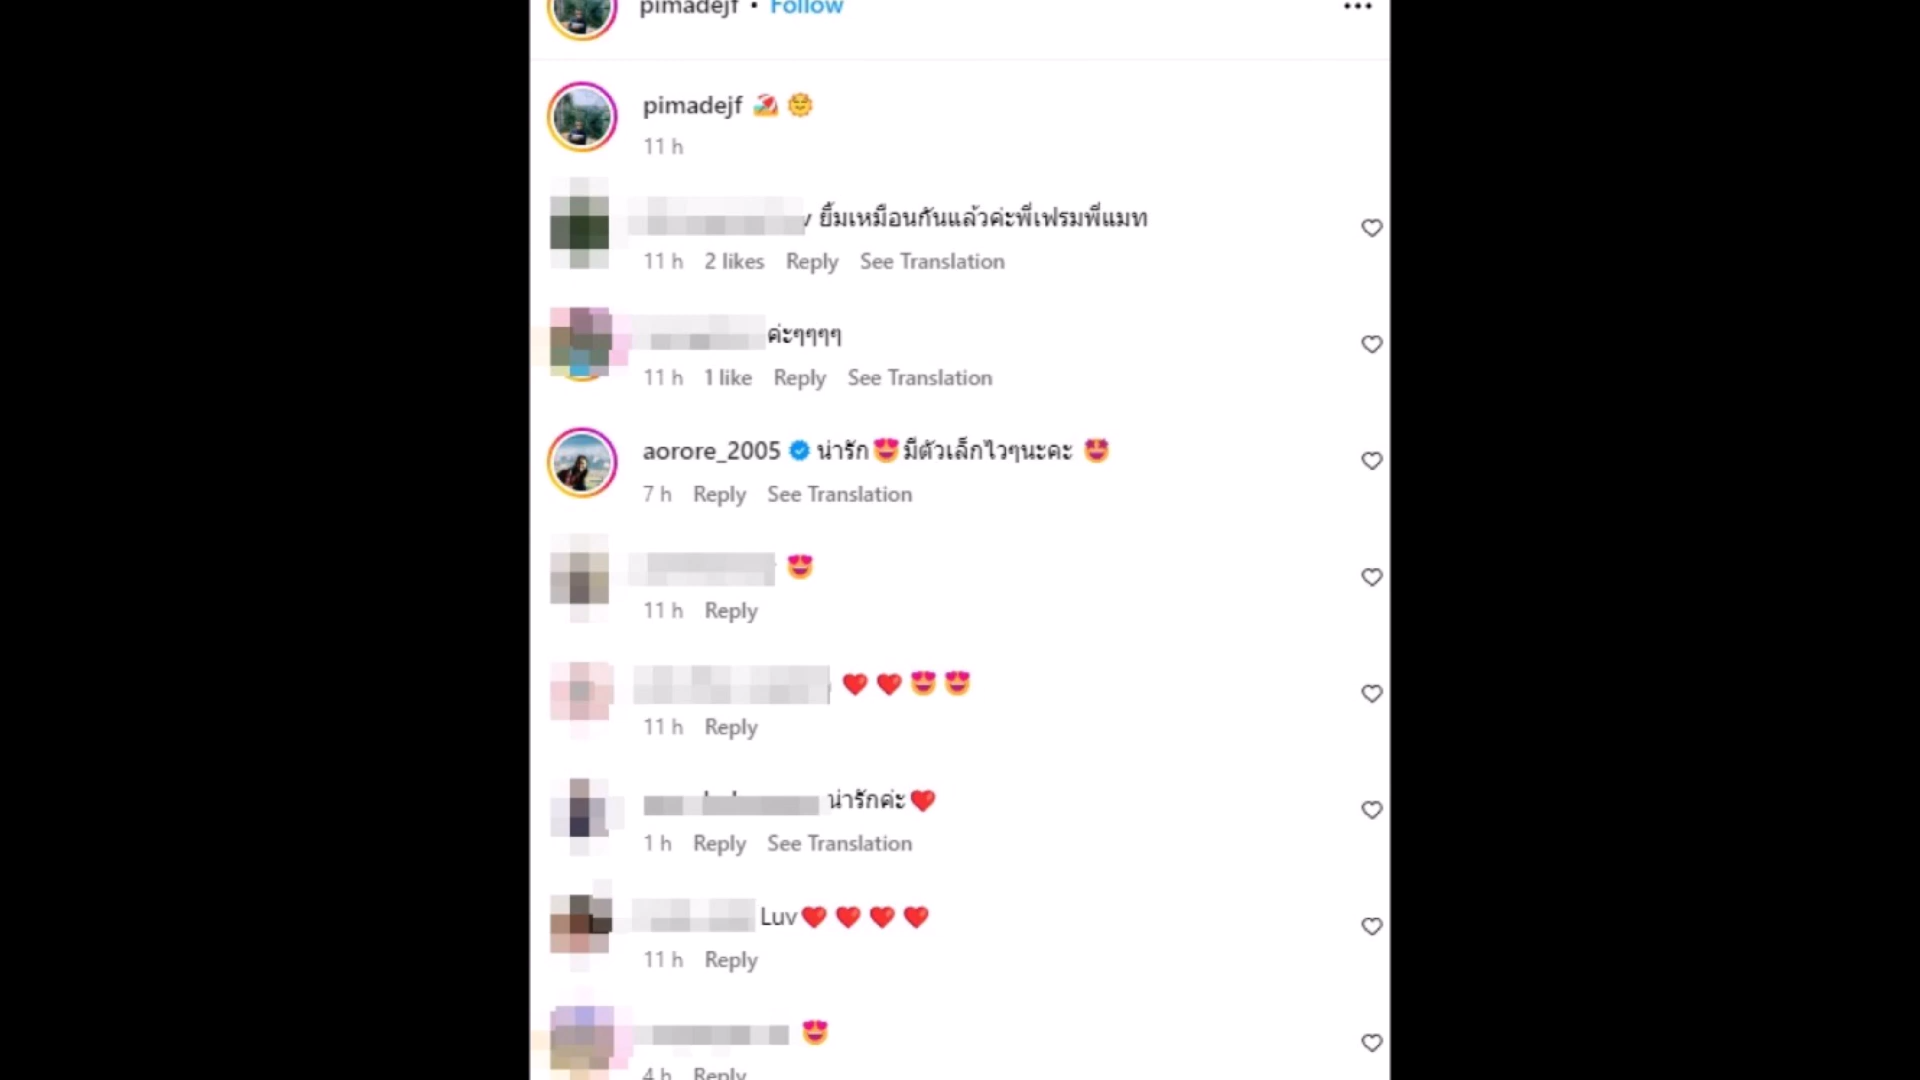 pimadejf • Follow
pimadejf 🏖️ 🌞
11 h
ยิ้มเหมือนกันแล้วค่ะพี่เฟรมพี่แมท
11 h 2 likes Reply See Translation
ค่ะๆๆๆๆ
11 h 1 like Reply See Translation
aorore_2005 น่ารัก😍มีตัวเล็กไวๆนะคะ 🤩
7 h Reply See Translation
😍
11 h Reply
❤️ ❤️ 😍 😍
11 h Reply
น่ารักค่ะ❤️
1 h Reply See Translation
Luv❤️ ❤️ ❤️ ❤️
11 h Reply
😍
4 h Reply